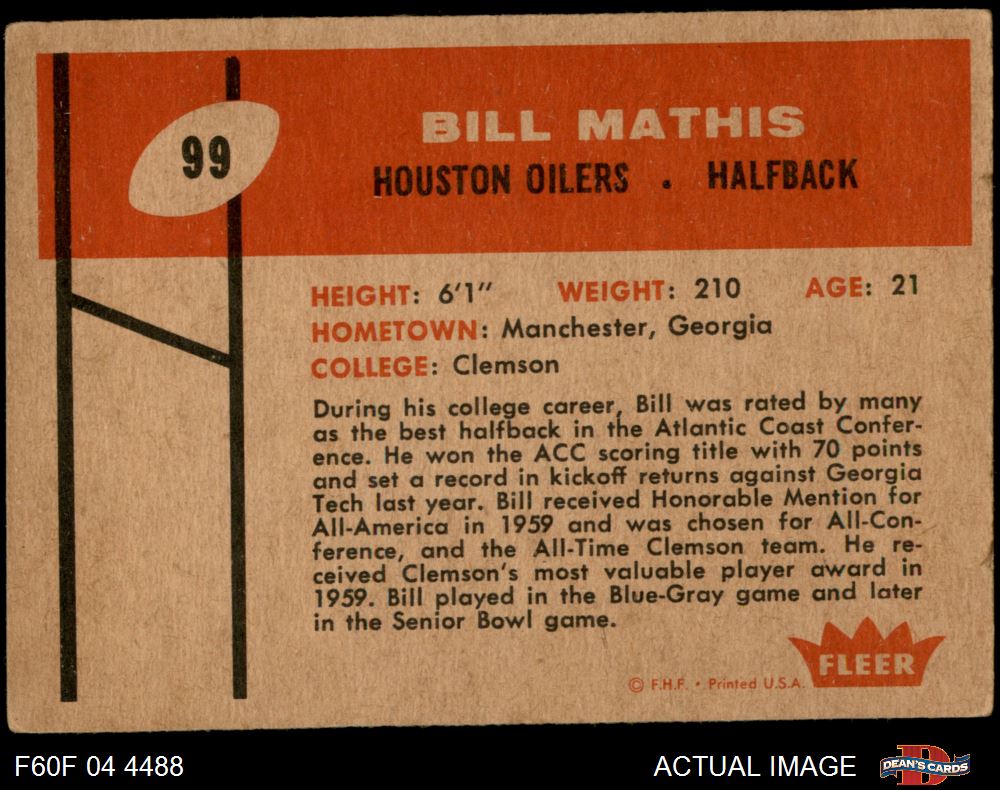 99
BILL MATHIS
HOUSTON OILERS . HALFBACK
HEIGHT: 6'1" WEIGHT: 210 AGE: 21
HOMETOWN: Manchester, Georgia
COLLEGE: Clemson
During his college career, Bill was rated by many
as the best halfback in the Atlantic Coast Confer-
ence. He won the ACC scoring title with 70 points
and set a record in kickoff returns against Georgia
Tech last year. Bill received Honorable Mention for
All-America in 1959 and was chosen for All-Con-
ference, and the All-Time Clemson team. He re-
ceived Clemson's most valuable player award in
1959. Bill played in the Blue-Gray game and later
in the Senior Bowl game.
FLEER
© F.H.F. • Printed U.S.A.
F60F 04 4488 ACTUAL IMAGE D DEAN'S CARDS